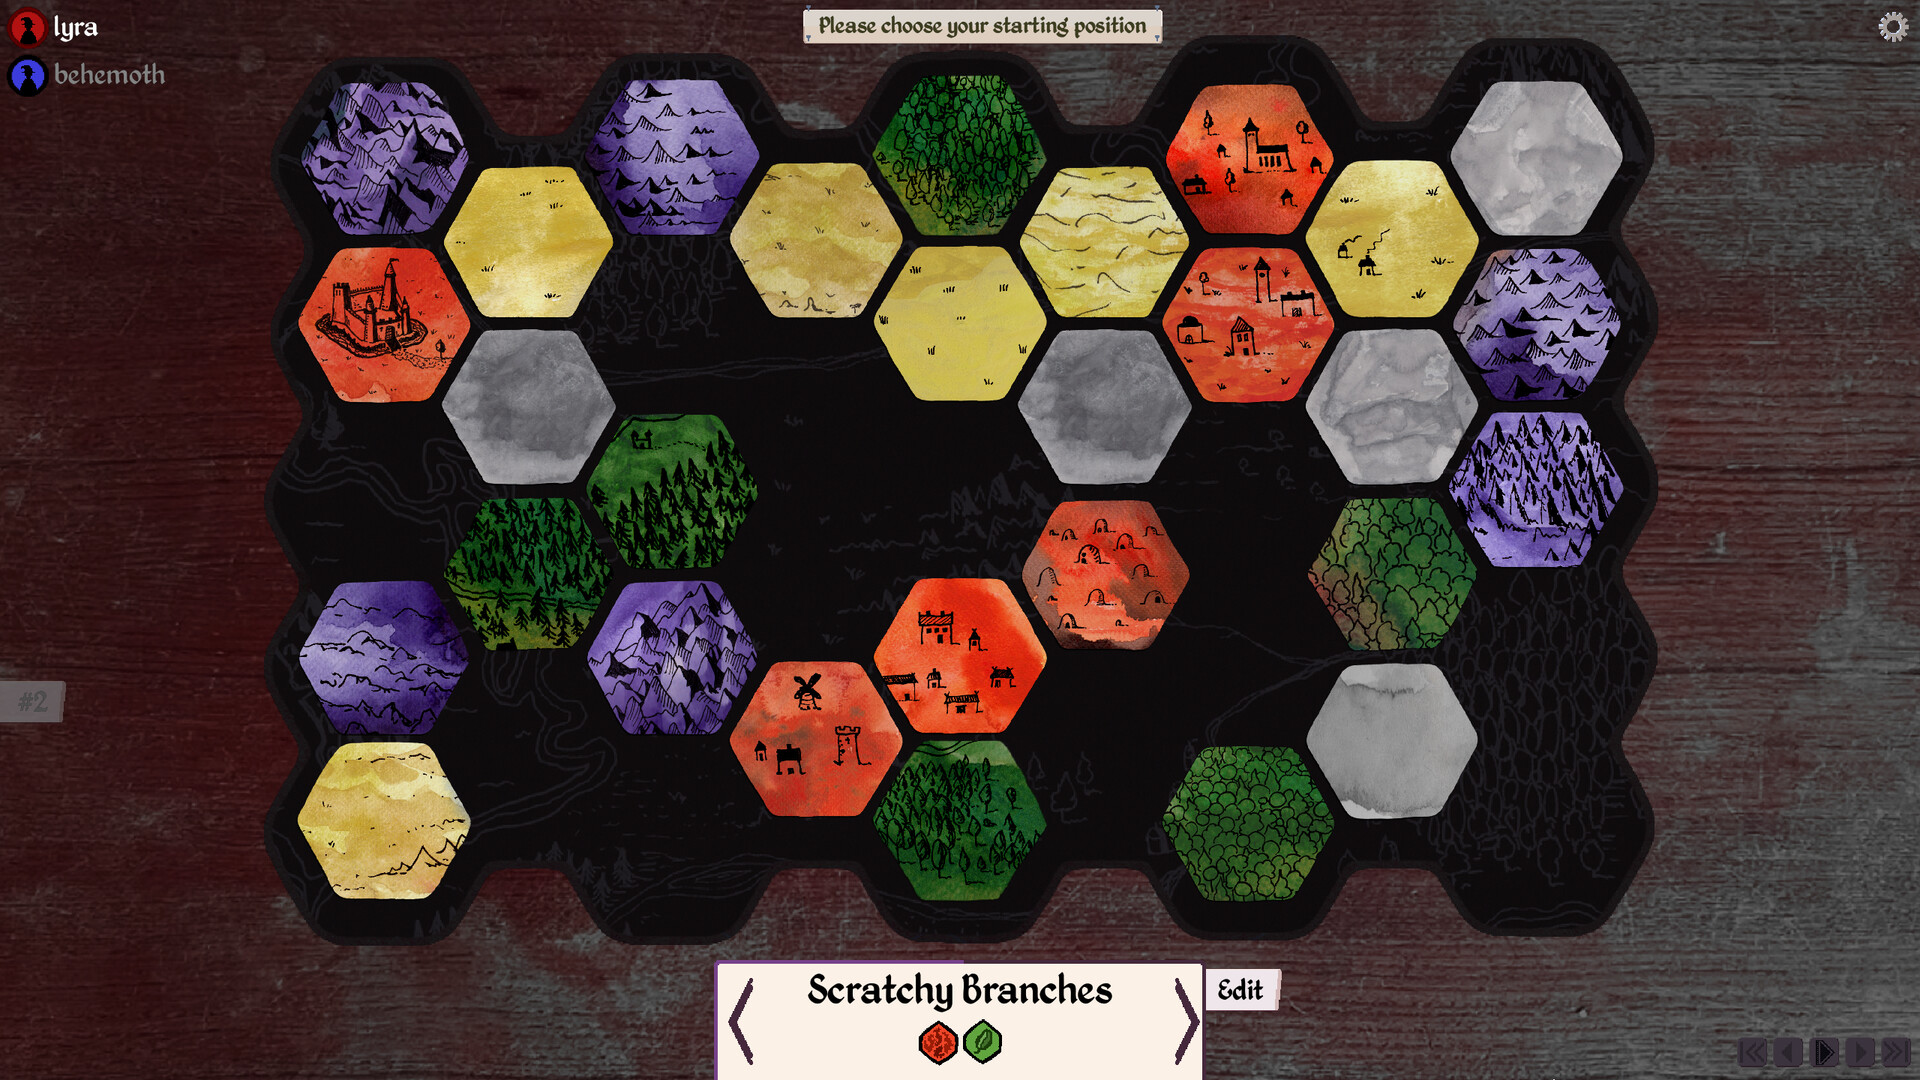 lyra
Please choose your starting position
behemoth
#2
Scratchy Branches
Edit